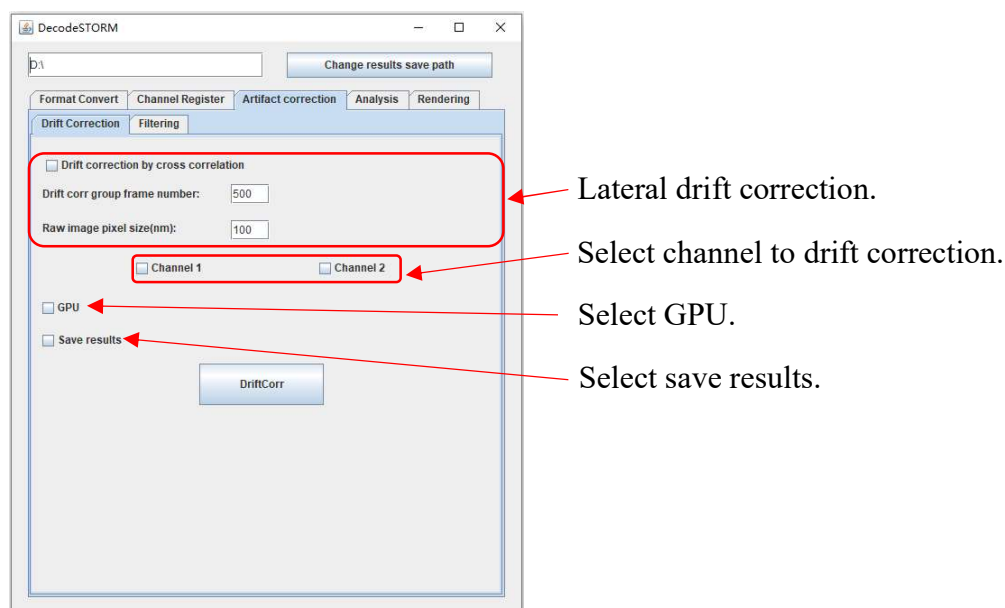 DecodeSTORM
D:\
Change results save path
Format Convert Channel Register Artifact correction Analysis Rendering
Drift Correction Filtering
Drift correction by cross correlation
Drift corr group frame number: 500
Raw image pixel size(nm): 100
Lateral drift correction.
Channel 1 Channel 2
Select channel to drift correction.
GPU
Select GPU.
Save results
Select save results.
DriftCorr